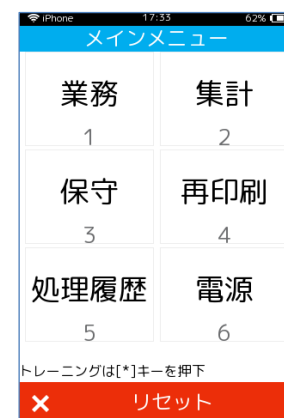 iPhone 17:33 62%
メインメニュー
業務 集計
1 2
保守 再印刷
3 4
処理履歴 電源
5 6
トレーニングは[*]キーを押下
× リセット